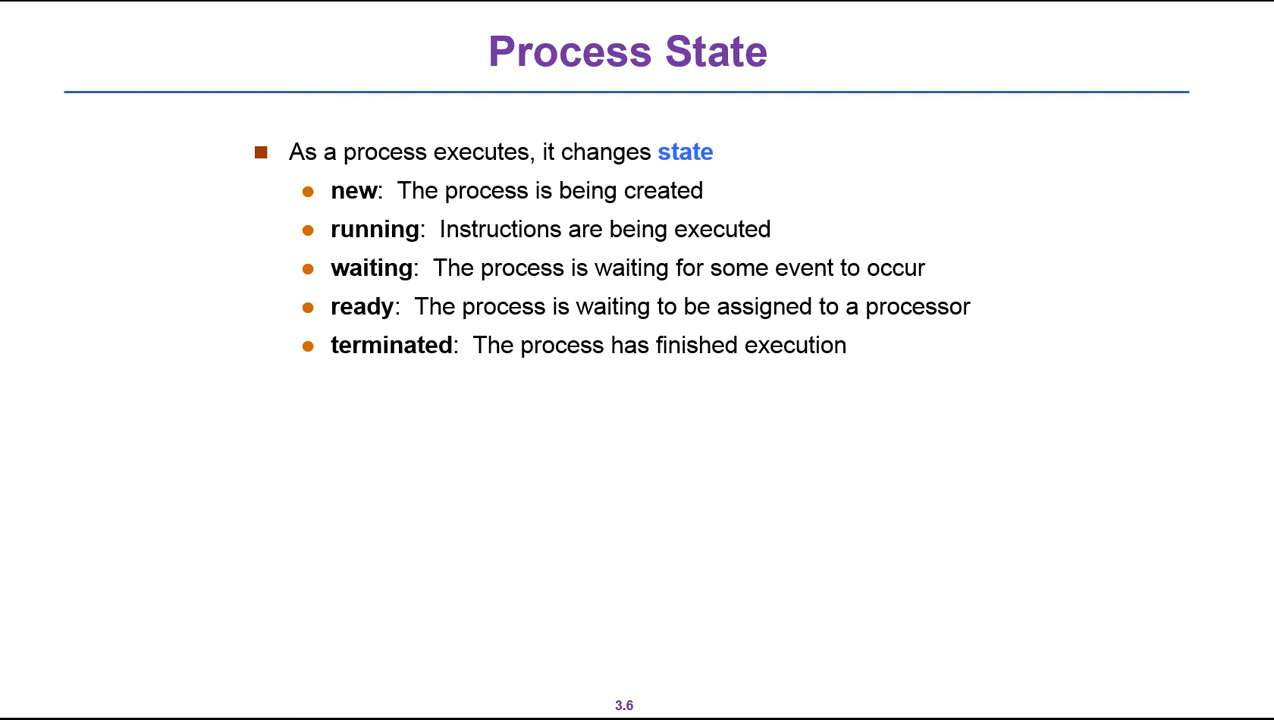 Process State
As a process executes, it changes state
new: The process is being created
running: Instructions are being executed
waiting: The process is waiting for some event to occur
ready: The process is waiting to be assigned to a processor
terminated: The process has finished execution
3.6